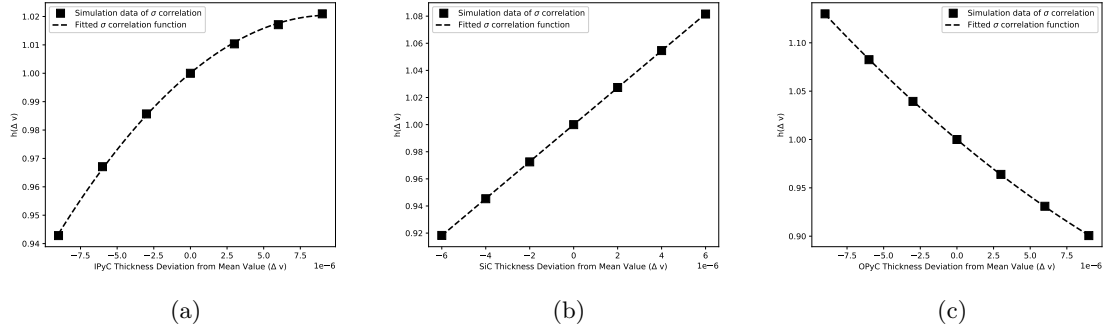 Simulation data of σ correlation
Fitted σ correlation function
1.02
1.01
1.00
0.99
0.98
0.97
0.96
0.95
0.94
h(Δ v)
−7.5 −5.0 −2.5 0.0 2.5 5.0 7.5
1e−6
IPyC Thickness Deviation from Mean Value (Δ v)
(a)
Simulation data of σ correlation
Fitted σ correlation function
1.08
1.06
1.04
1.02
1.00
0.98
0.96
0.94
0.92
h(Δ v)
−6 −4 −2 0 2 4 6
1e−6
SiC Thickness Deviation from Mean Value (Δ v)
(b)
Simulation data of σ correlation
Fitted σ correlation function
1.10
1.05
1.00
0.95
0.90
h(Δ v)
−7.5 −5.0 −2.5 0.0 2.5 5.0 7.5
1e−6
OPyC Thickness Deviation from Mean Value (Δ v)
(c)